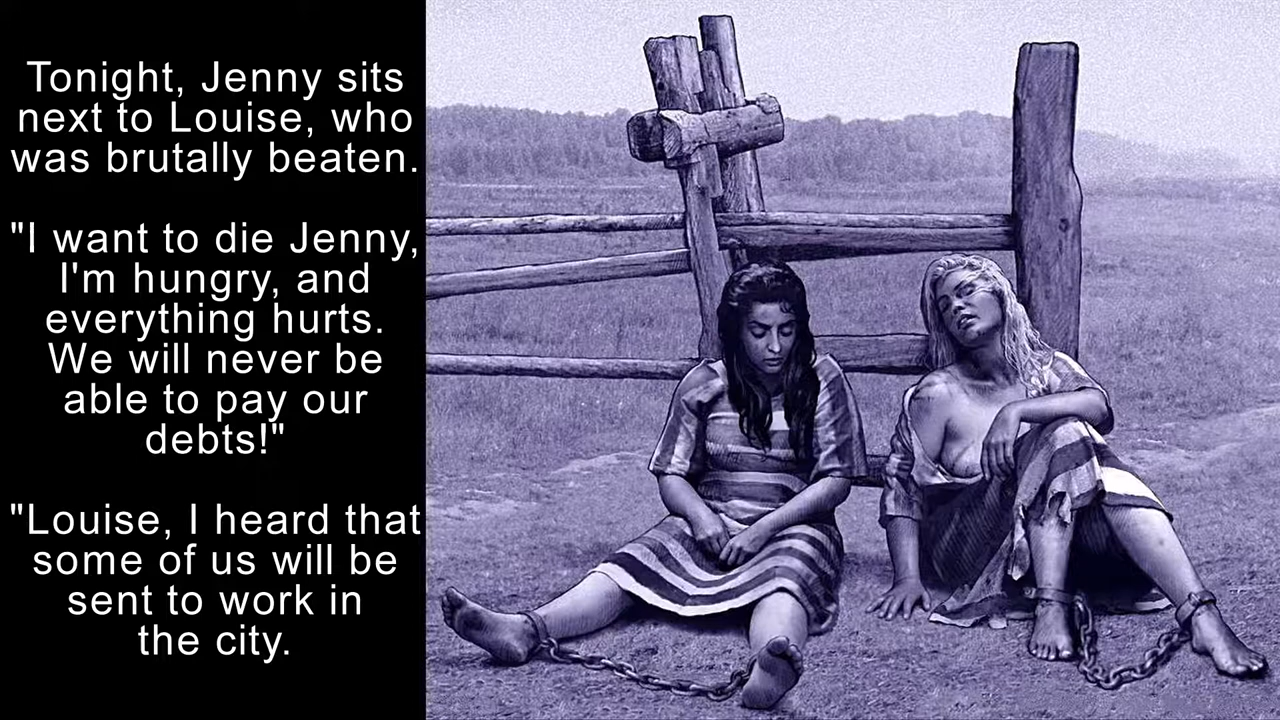 Tonight, Jenny sits
next to Louise, who
was brutally beaten.
"I want to die Jenny,
I'm hungry, and
everything hurts.
We will never be
able to pay our
debts!"
"Louise, I heard that
some of us will be
sent to work in
the city.